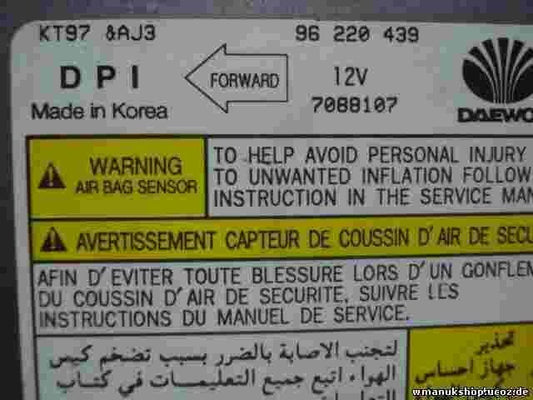 KT97 &AJ3 96 220 439
DPI FORWARD 12V
Made in Korea 7088107
DAEWO
WARNING
AIR BAG SENSOR
TO HELP AVOID PERSONAL INJURY
TO UNWANTED INFLATION FOLLOW
INSTRUCTION IN THE SERVICE MAN
AVERTISSEMENT CAPTEUR DE COUSSIN D'AIR DE SECU
AFIN D'EVITER TOUTE BLESSURE LORS D'UN GONFLEM
DU COUSSIN D'AIR DE SECURITE, SUIVRE LES
INSTRUCTIONS DU MANUEL DE SERVICE.
تحذير
جهاز احساس
لتجنب الاصابة بالضرر بسبب تضخم كيس
الهواء اتبع جميع التعليمات في كتاب
wmanukshop.ucoz.de